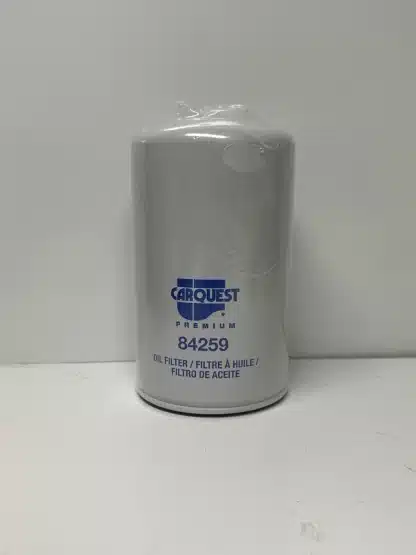 CARQUEST
PREMIUM
84259
OIL FILTER / FILTRE À HUILE /
FILTRO DE ACEITE